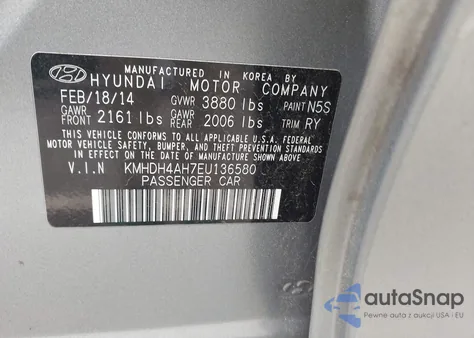 MANUFACTURED IN KOREA BY
HYUNDAI MOTOR COMPANY
FEB/18/14 GVWR 3880 lbs PAINT N5S
GAWR FRONT 2161 lbs GAWR REAR 2006 lbs TRIM RY
THIS VEHICLE CONFORMS TO ALL APPLICABLE U.S.A. FEDERAL
MOTOR VEHICLE SAFETY, BUMPER, AND THEFT PREVENTION
STANDARDS IN EFFECT ON THE DATE OF MANUFACTURE SHOWN ABOVE.
V.I.N KMHDH4AH7EU136580
PASSENGER CAR
autoSnap
Pewne auta z aukcji USA i EU